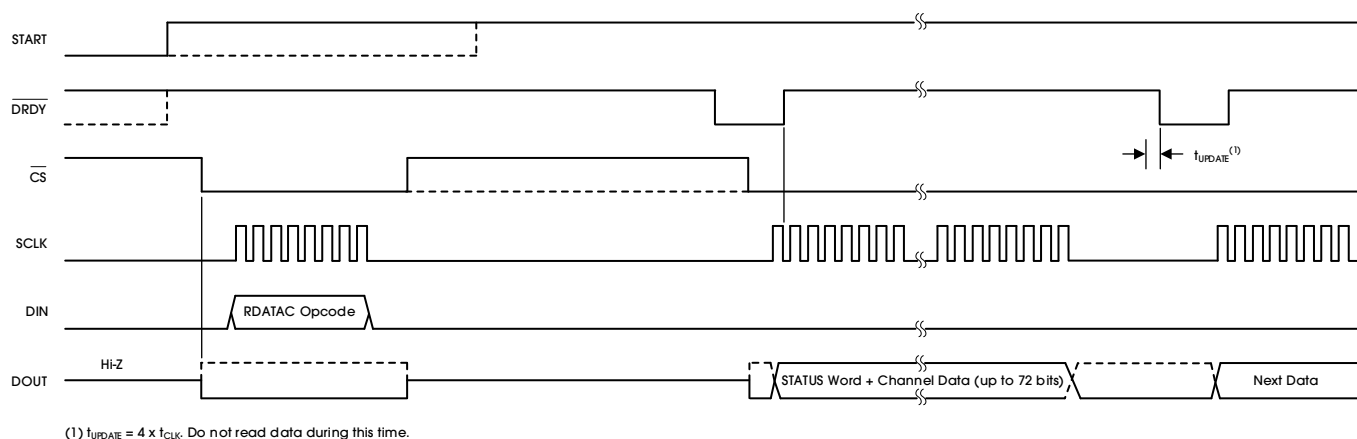 START
DRDY
tUPDATE(1)
CS
SCLK
DIN
RDATAC Opcode
Hi-Z
DOUT
STATUS Word + Channel Data (up to 72 bits)
Next Data
(1) tUPDATE = 4 x tCLK. Do not read data during this time.